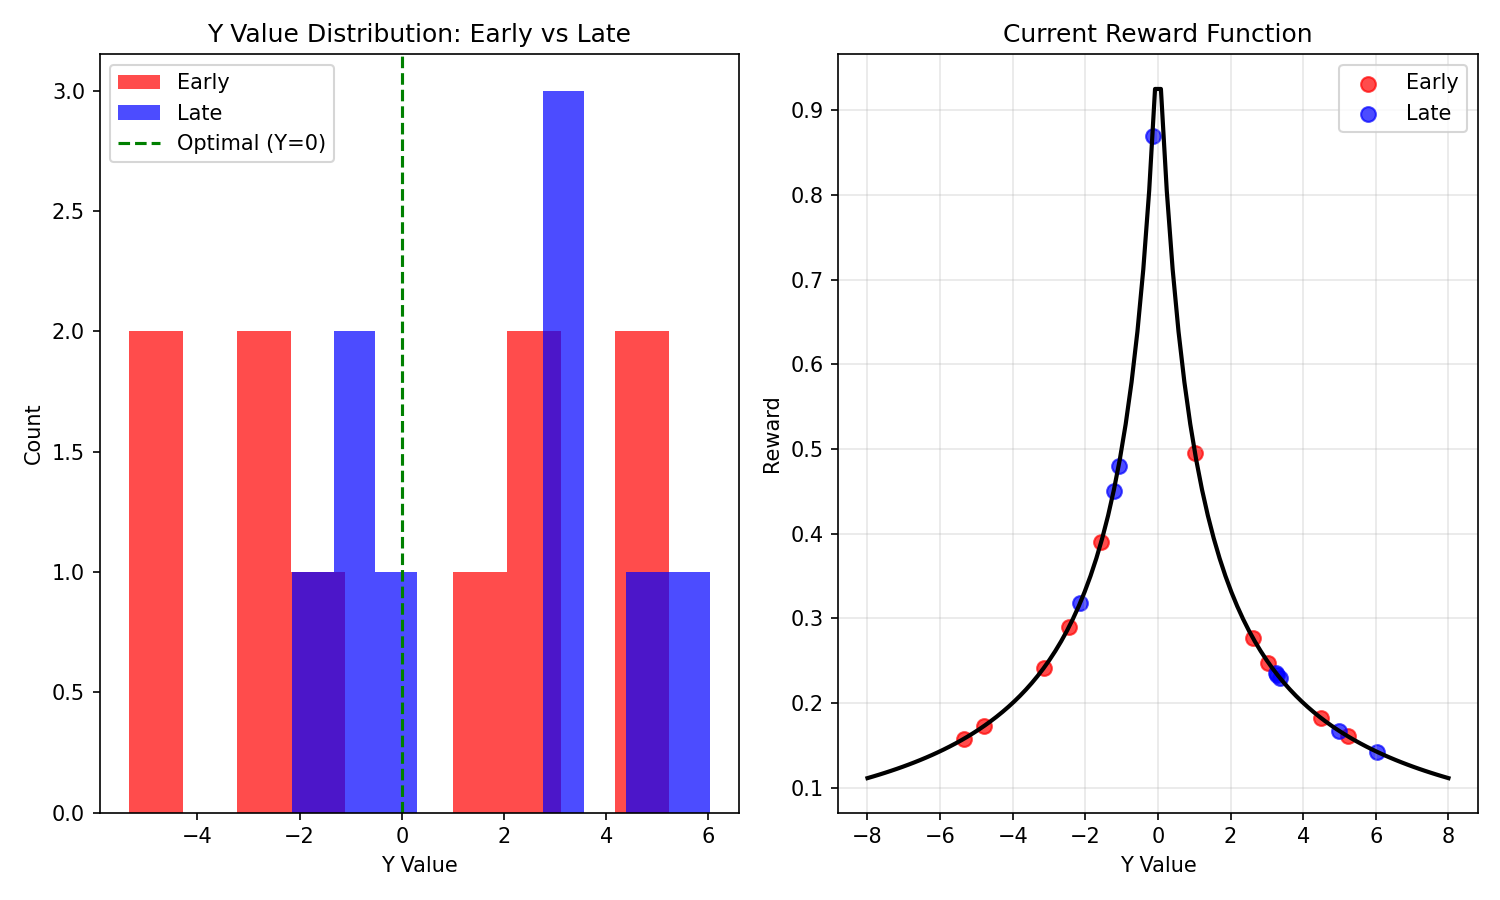 Y Value Distribution: Early vs Late
Early
Late
Optimal (Y=0)
3.0
2.5
2.0
1.5
1.0
0.5
0.0
Count
−4
−2
0
2
4
6
Y Value
Current Reward Function
Early
Late
0.9
0.8
0.7
0.6
0.5
0.4
0.3
0.2
0.1
Reward
−8
−6
−4
−2
0
2
4
6
8
Y Value